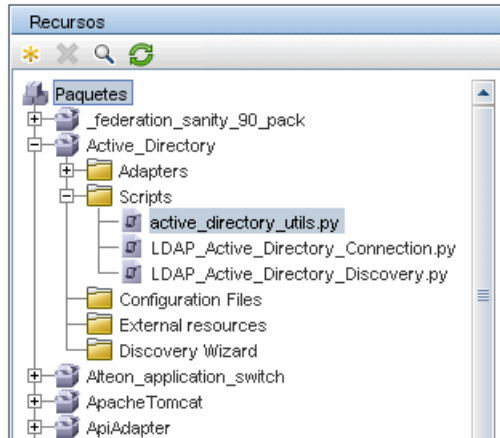 Recursos
Paquetes
_federation_sanity_90_pack
Active_Directory
Adapters
Scripts
active_directory_utils.py
LDAP_Active_Directory_Connection.py
LDAP_Active_Directory_Discovery.py
Configuration Files
External resources
Discovery Wizard
Alteon_application_switch
ApacheTomcat
ApiAdapter